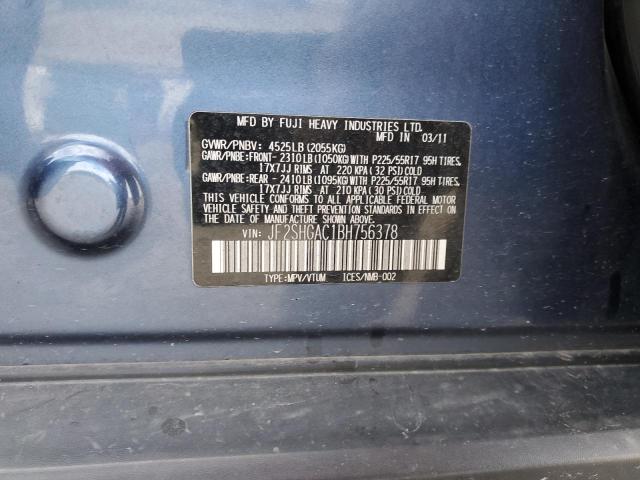 MFD BY FUJI HEAVY INDUSTRIES LTD.
MFD IN 03/11
GVWR/PNBV: 4525LB (2055KG)
GAWR/PNBE:FRONT- 2310LB (1050KG)WITH P225/55R17 95H TIRES,
17X7JJ RIMS AT 220 KPA ( 32 PSI) COLD
GAWR/PNBE:REAR - 2410LB (1095KG)WITH P225/55R17 95H TIRES,
17X7JJ RIMS AT 210 KPA ( 30 PSI) COLD
THIS VEHICLE CONFORMS TO ALL APPLICABLE FEDERAL MOTOR
VEHICLE SAFETY AND THEFT PREVENTION STANDARDS IN EFFECT
ON THE DATE OF MANUFACTURE SHOWN ABOVE.
VIN: JF2SHGAC1BH756378
TYPE:MPV/VTUM ICES/NMB-002